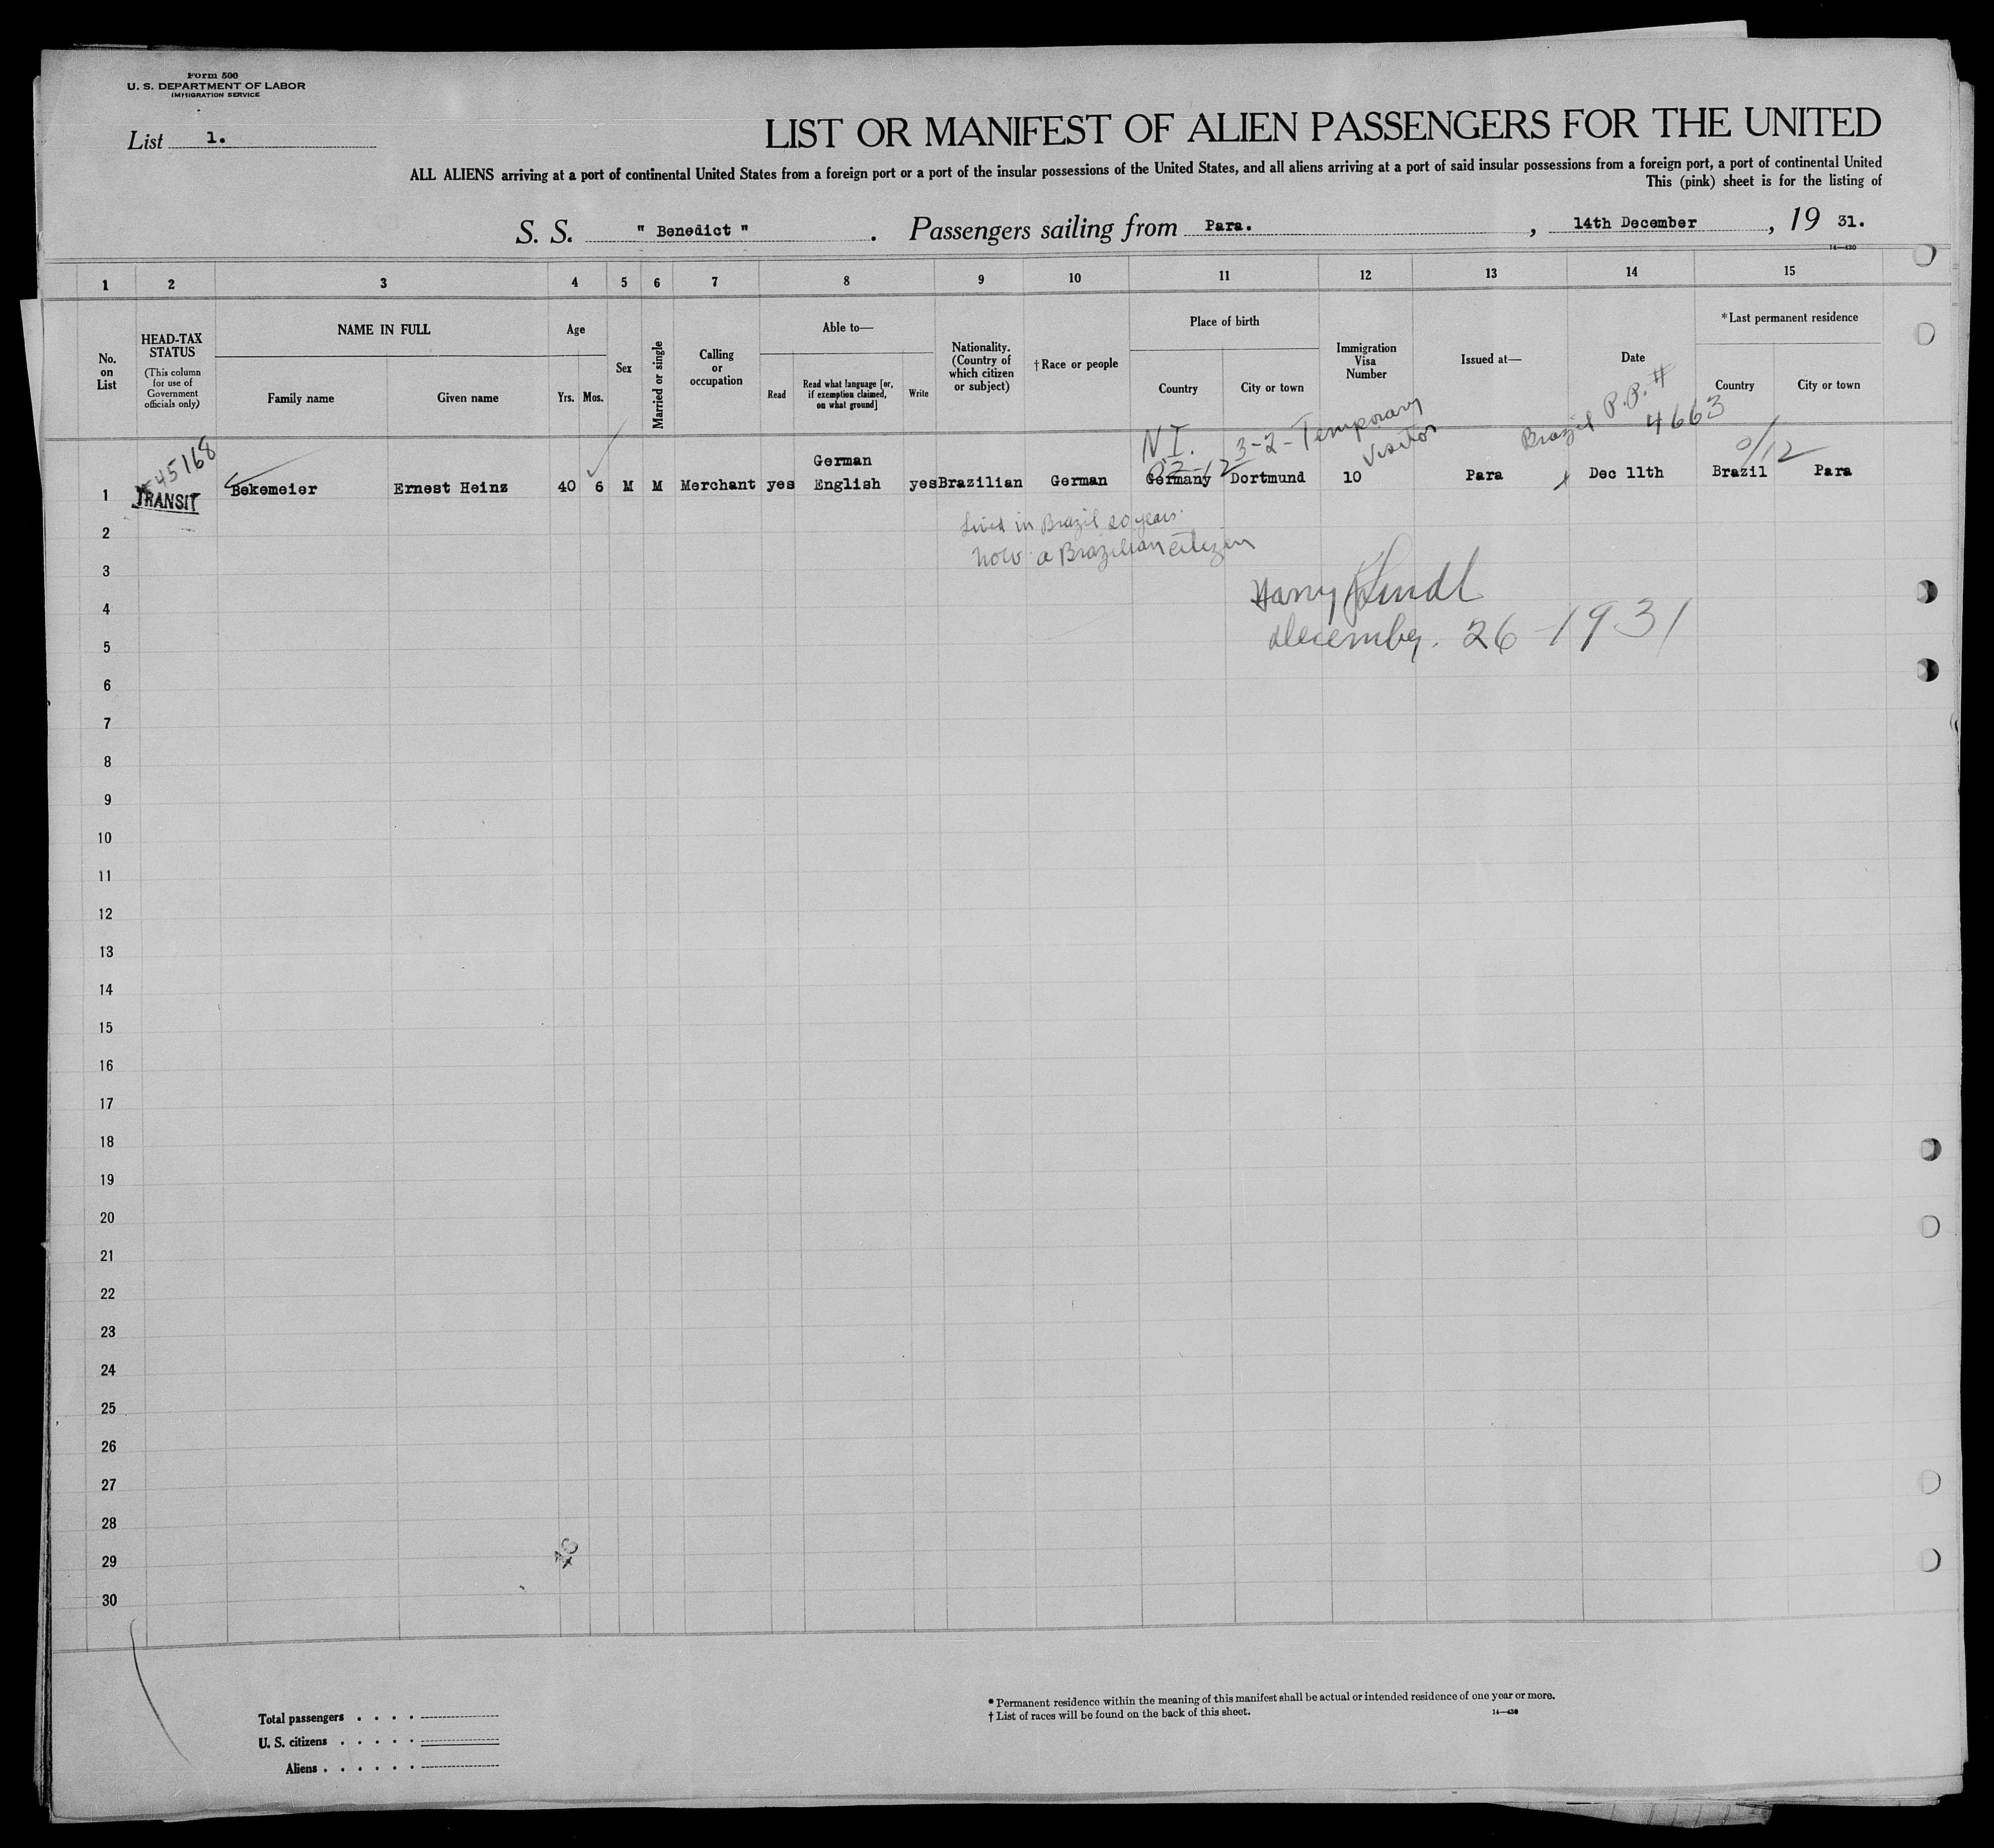 Form 500
U. S. DEPARTMENT OF LABOR
IMMIGRATION SERVICE
List 1.
LIST OR MANIFEST OF ALIEN PASSENGERS FOR THE UNITED
ALL ALIENS arriving at a port of continental United States from a foreign port or a port of the insular possessions of the United States, and all aliens arriving at a port of said insular possessions from a foreign port, a port of continental United
This (pink) sheet is for the listing of
S. S. " Benedict " . Passengers sailing from Para. , 14th December , 19 31.
14—430
1 2 3 4 5 6 7 8 9 10 11 12 13 14 15
No. on List
HEAD-TAX STATUS
(This column for use of Government officials only)
NAME IN FULL
Family name Given name
Age
Yrs. Mos.
Sex
Married or single
Calling or occupation
Able to—
Read
Read what language [or, if exemption claimed, on what ground]
Write
Nationality. (Country of which citizen or subject)
† Race or people
Place of birth
Country City or town
Immigration Visa Number
Issued at—
Date
* Last permanent residence
Country City or town
45168
N.I. 3-2-Temporary Visitor
Brazil P.P. # 4663
TRANSIT
1 Bekemeier Ernest Heinz 40 6 M M Merchant yes German English yes Brazilian German Germany Dortmund 10 Para Dec 11th Brazil Para
Lived in Brazil 20 years.
Now a Brazilian citizen
Harry
December. 26-1931
2
3
4
5
6
7
8
9
10
11
12
13
14
15
16
17
18
19
20
21
22
23
24
25
26
27
28
29
30
Total passengers . . . .
U. S. citizens . . . . .
Aliens . . . . . .
* Permanent residence within the meaning of this manifest shall be actual or intended residence of one year or more.
† List of races will be found on the back of this sheet.
14—430